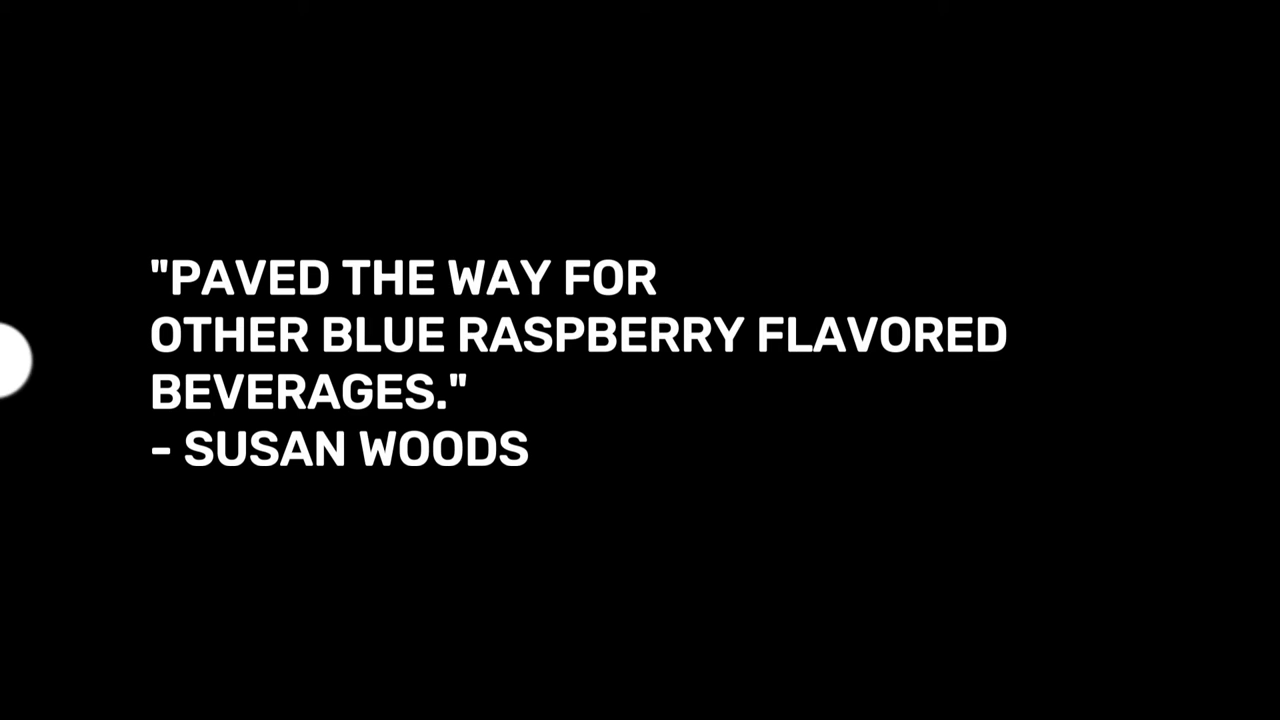 "PAVED THE WAY FOR
OTHER BLUE RASPBERRY FLAVORED
BEVERAGES."
- SUSAN WOODS